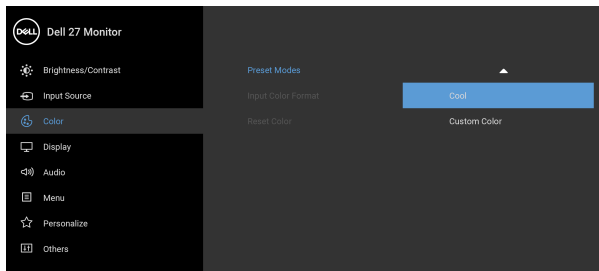 DELL
Dell 27 Monitor
Brightness/Contrast
Input Source
Color
Display
Audio
Menu
Personalize
Others
Preset Modes
Input Color Format
Cool
Reset Color
Custom Color